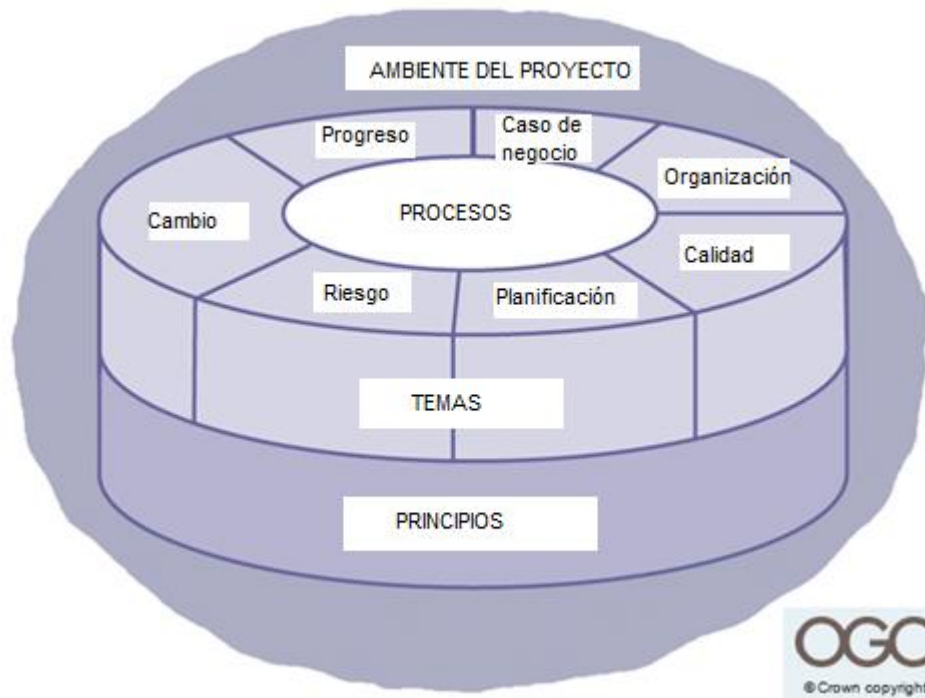 AMBIENTE DEL PROYECTO
Progreso
Caso de
negocio
Organización
Cambio
PROCESOS
Calidad
Riesgo
Planificación
TEMAS
PRINCIPIOS
OGC
© Crown copyright